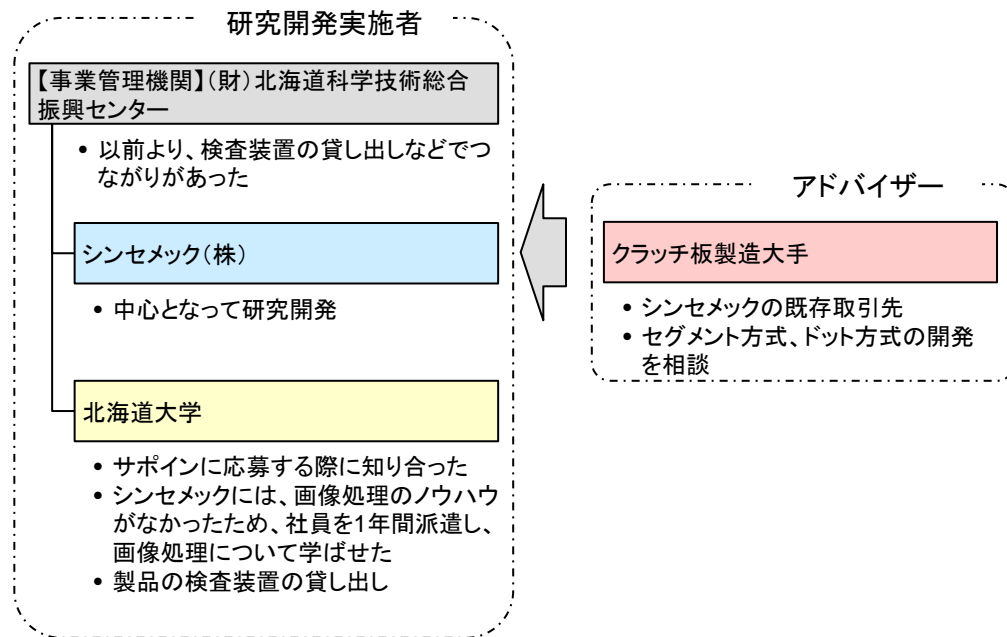 研究開発実施者
【事業管理機関】(財)北海道科学技術総合
振興センター
• 以前より、検査装置の貸し出しなどでつ
ながりがあった
シンセメック(株)
• 中心となって研究開発
北海道大学
• サポインに応募する際に知り合った
• シンセメックには、画像処理のノウハウ
がなかったため、社員を1年間派遣し、
画像処理について学ばせた
• 製品の検査装置の貸し出し
アドバイザー
クラッチ板製造大手
• シンセメックの既存取引先
• セグメント方式、ドット方式の開発
を相談